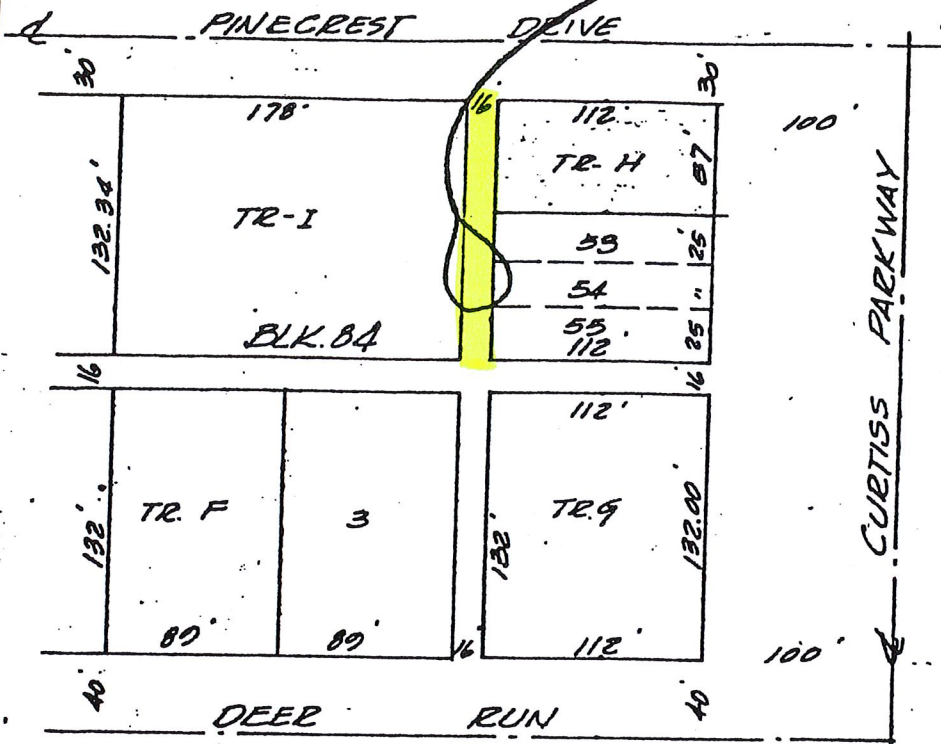 ℄ PINECREST DRIVE
30' 30'
178' 16 112' 100'
TR-H 87'
132.34' TR-I
53 25'
54 "
BLK.84 55 25'
112'
16 16
112'
TR. F 3 TR.G
132' 132' 132.00'
89' 89' 16' 112' 100' ℄
40' 40'
DEER RUN
CURTISS PARKWAY